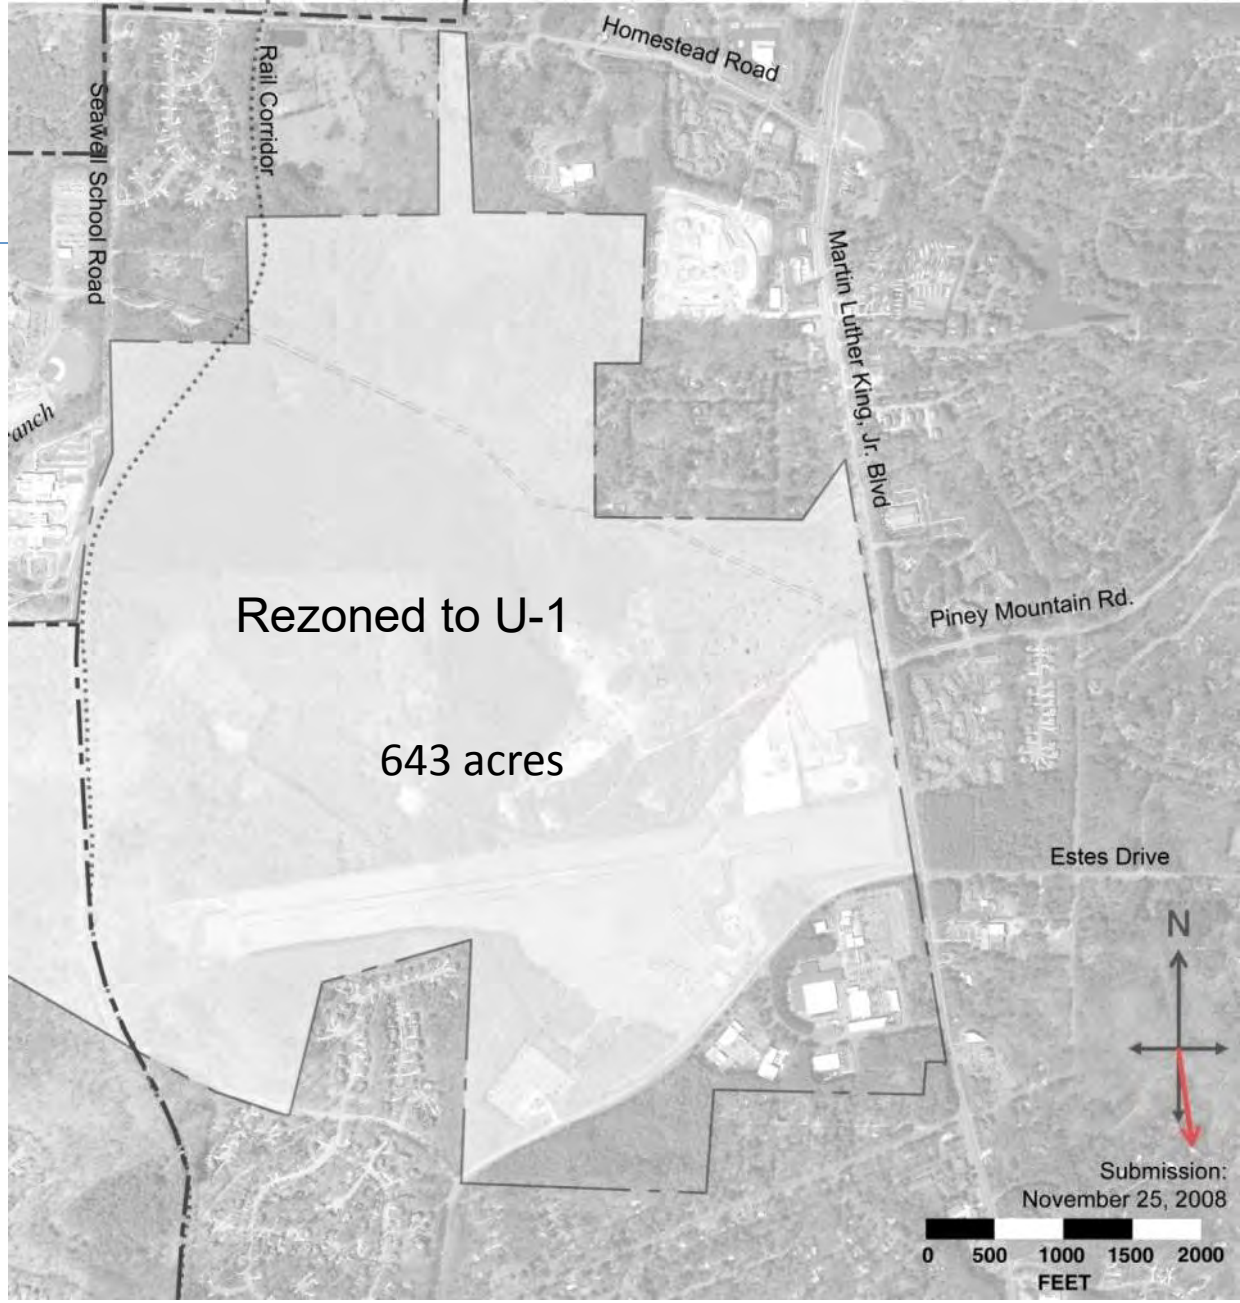 Homestead Road
Rail Corridor
Seawell School Road
Martin Luther King, Jr. Blvd
anch
Rezoned to U-1
Piney Mountain Rd.
643 acres
Estes Drive
N
Submission:
November 25, 2008
0 500 1000 1500 2000
FEET